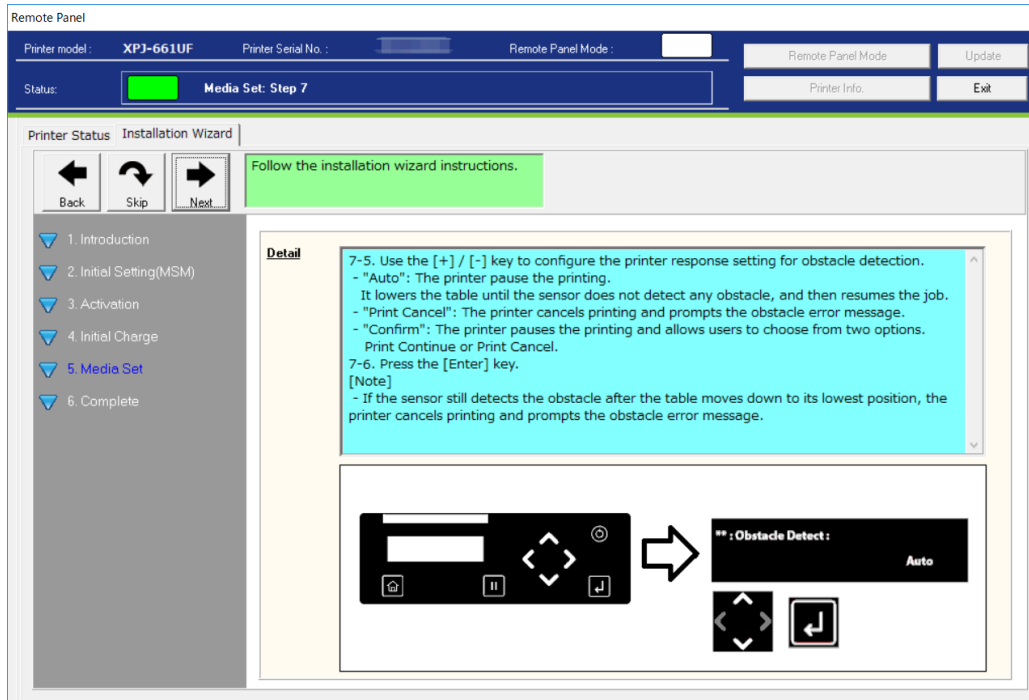 Remote Panel
Printer model : XPJ-661UF Printer Serial No. : Remote Panel Mode : Remote Panel Mode Update
Status: Media Set: Step 7 Printer Info. Exit
Printer Status Installation Wizard
Back Skip Next
Follow the installation wizard instructions.
1. Introduction
2. Initial Setting(MSM)
3. Activation
4. Initial Charge
5. Media Set
6. Complete
Detail
7-5. Use the [+] / [-] key to configure the printer response setting for obstacle detection.
- "Auto": The printer pause the printing.
It lowers the table until the sensor does not detect any obstacle, and then resumes the job.
- "Print Cancel": The printer cancels printing and prompts the obstacle error message.
- "Confirm": The printer pauses the printing and allows users to choose from two options.
Print Continue or Print Cancel.
7-6. Press the [Enter] key.
[Note]
- If the sensor still detects the obstacle after the table moves down to its lowest position, the
printer cancels printing and prompts the obstacle error message.
** : Obstacle Detect :
Auto